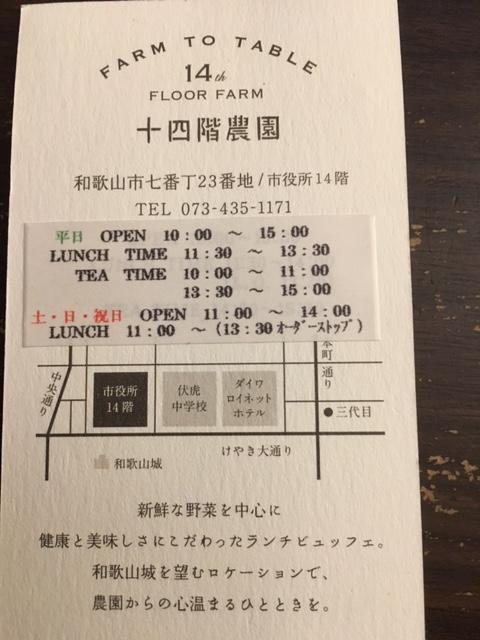 FARM TO TABLE
14th
FLOOR FARM
十四階農園
和歌山市七番丁23番地/市役所14階
TEL 073-435-1171
平日 OPEN 10:00 ～ 15:00
LUNCH TIME 11:30 ～ 13:30
TEA TIME 10:00 ～ 11:00
13:30 ～ 15:00
土・日・祝日 OPEN 11:00 ～ 14:00
LUNCH 11:00 ～(13:30オーダーストップ)
中央通り
市役所
14階
伏虎
中学校
ダイワ
ロイネット
ホテル
本町通り
●三代目
けやき大通り
和歌山城
新鮮な野菜を中心に
健康と美味しさにこだわったランチビュッフェ。
和歌山城を望むロケーションで、
農園からの心温まるひとときを。